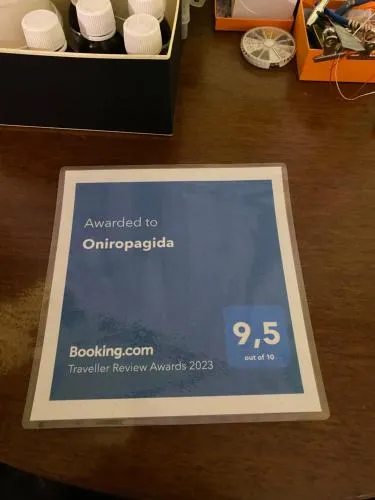 Awarded to
Oniropagida
9,5
out of 10
Booking.com
Traveller Review Awards 2023